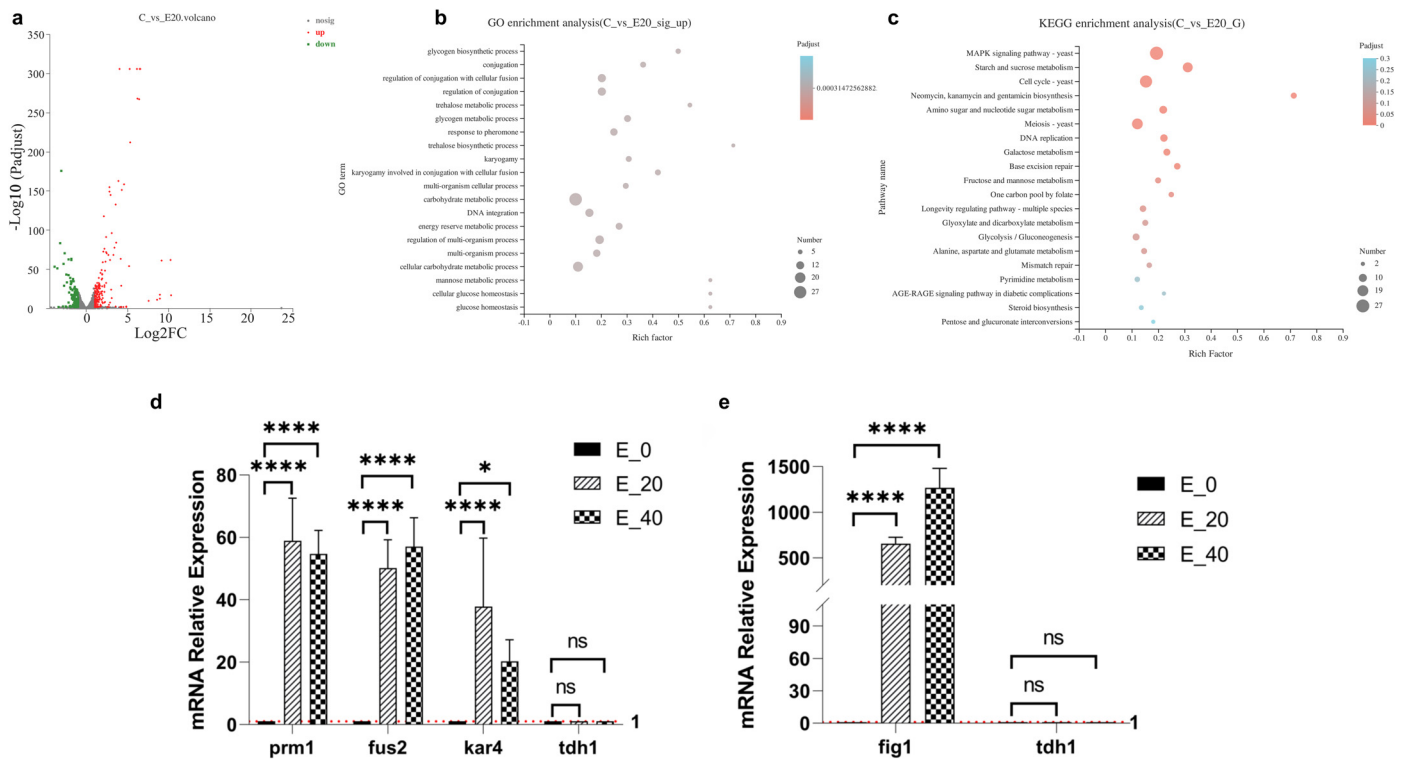 a
C_vs_E20.volcano
nosig
up
down
-Log10 (Padjust)
350
300
250
200
150
100
50
0
0
5
10
15
20
25
Log2FC
b
GO enrichment analysis(C_vs_E20_sig_up)
GO term
glycogen biosynthetic process
conjugation
regulation of conjugation with cellular fusion
regulation of conjugation
trehalose metabolic process
glycogen metabolic process
response to pheromone
trehalose biosynthetic process
karyogamy
karyogamy involved in conjugation with cellular fusion
multi-organism cellular process
carbohydrate metabolic process
DNA integration
energy reserve metabolic process
regulation of multi-organism process
multi-organism process
cellular carbohydrate metabolic process
mannose metabolic process
cellular glucose homeostasis
glucose homeostasis
-0.1 0 0.1 0.2 0.3 0.4 0.5 0.6 0.7 0.8 0.9
Rich factor
Padjust
0.00031472562882.
Number
5
12
20
27
c
KEGG enrichment analysis(C_vs_E20_G)
Pathway name
MAPK signaling pathway - yeast
Starch and sucrose metabolism
Cell cycle - yeast
Neomycin, kanamycin and gentamicin biosynthesis
Amino sugar and nucleotide sugar metabolism
Meiosis - yeast
DNA replication
Galactose metabolism
Base excision repair
Fructose and mannose metabolism
One carbon pool by folate
Longevity regulating pathway - multiple species
Glyoxylate and dicarboxylate metabolism
Glycolysis / Gluconeogenesis
Alanine, aspartate and glutamate metabolism
Mismatch repair
Pyrimidine metabolism
AGE-RAGE signaling pathway in diabetic complications
Steroid biosynthesis
Pentose and glucuronate interconversions
-0.1 0 0.1 0.2 0.3 0.4 0.5 0.6 0.7 0.8 0.9
Rich Factor
Padjust
0.3
0.25
0.2
0.15
0.1
0.05
0
Number
2
10
19
27
d
mRNA Relative Expression
80
60
40
20
0
**** **** **** **** * ****
ns
ns
1
prm1 fus2 kar4 tdh1
E_0
E_20
E_40
e
mRNA Relative Expression
1500
1000
500
90
60
30
0
****
****
ns
ns
1
fig1 tdh1
E_0
E_20
E_40